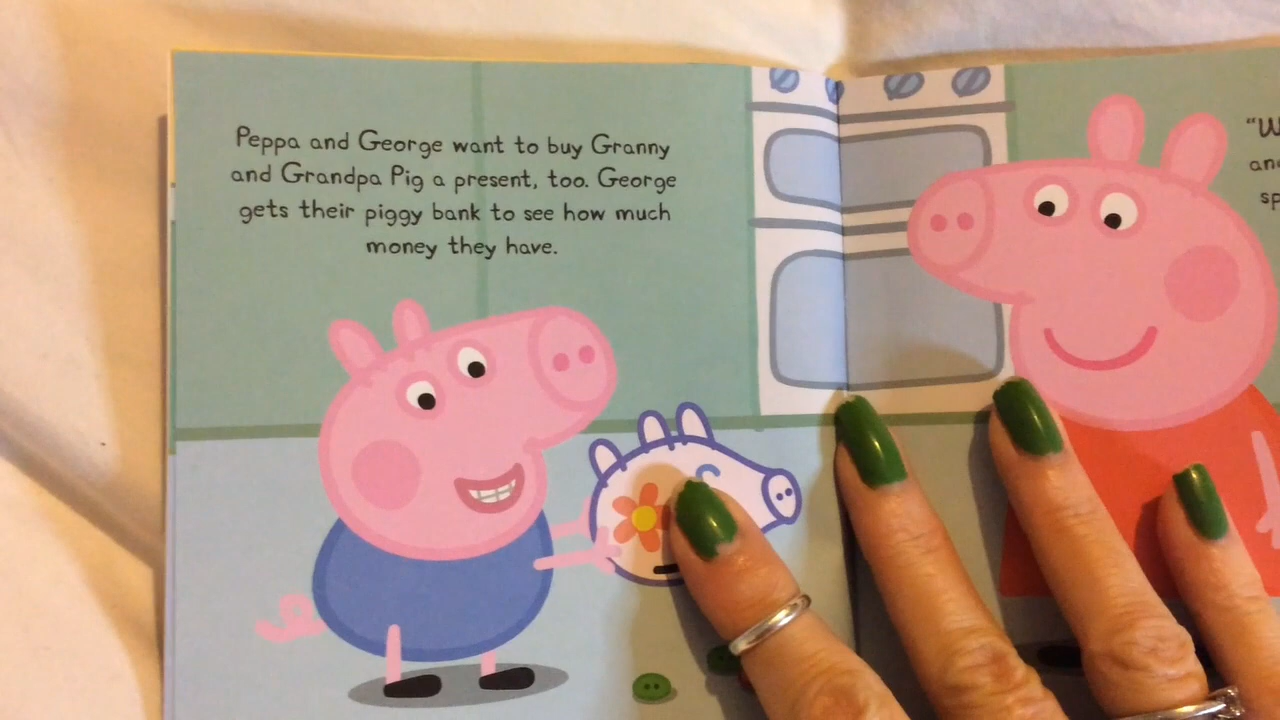 Peppa and George want to buy Granny
and Grandpa Pig a present, too. George
gets their piggy bank to see how much
money they have.